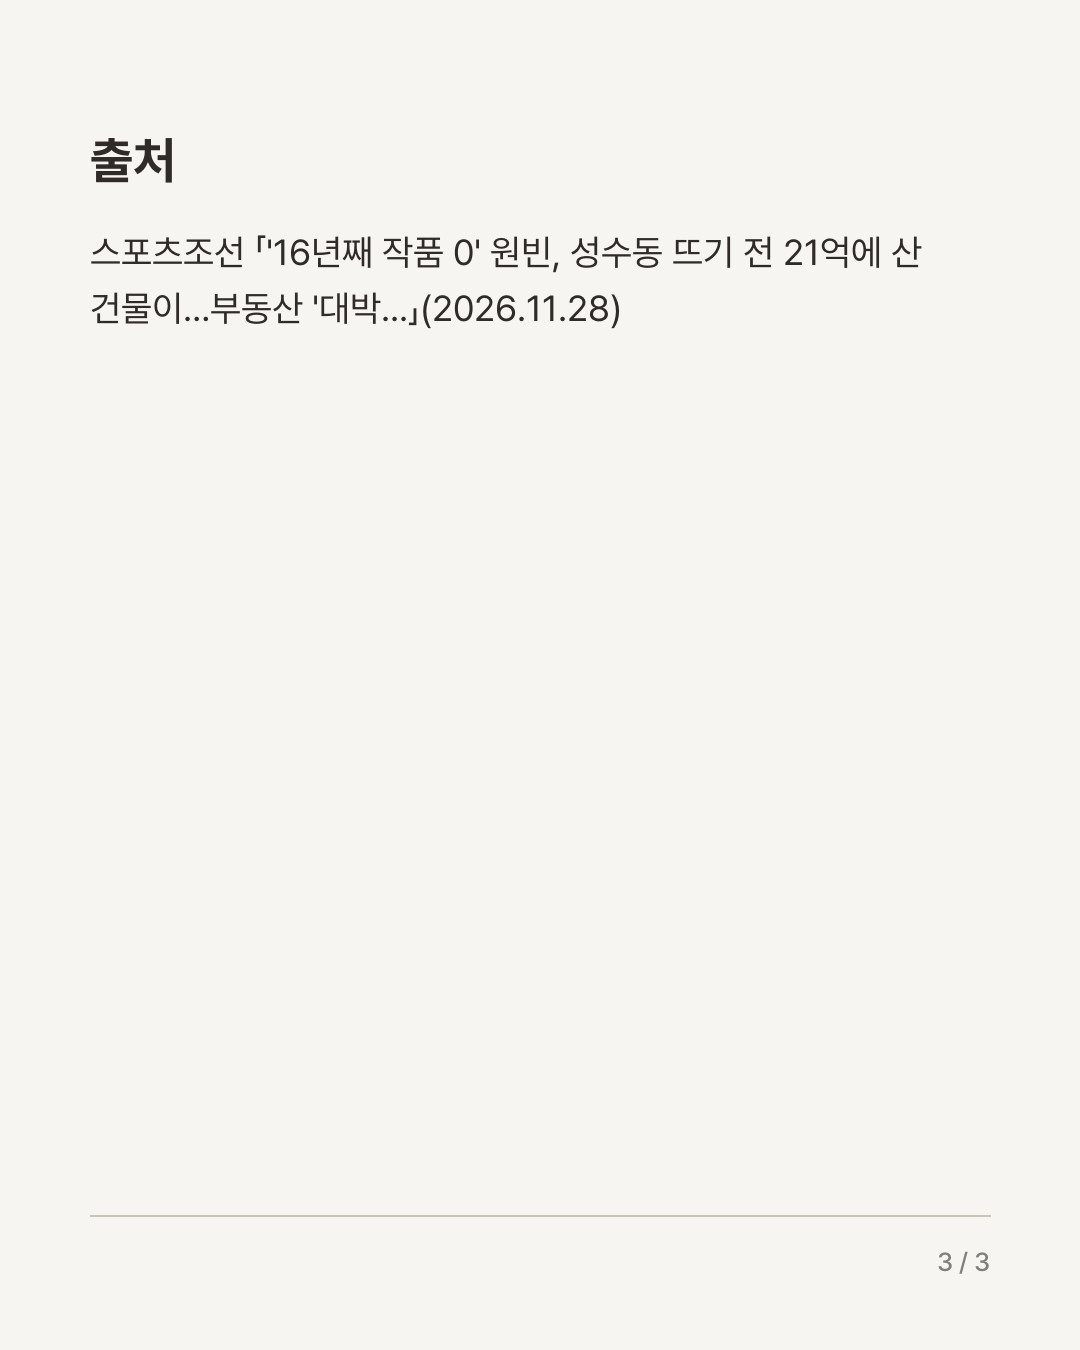 출처
스포츠조선 「'16년째 작품 0' 원빈, 성수동 뜨기 전 21억에 산
건물이…부동산 '대박…」(2026.11.28)
3 / 3